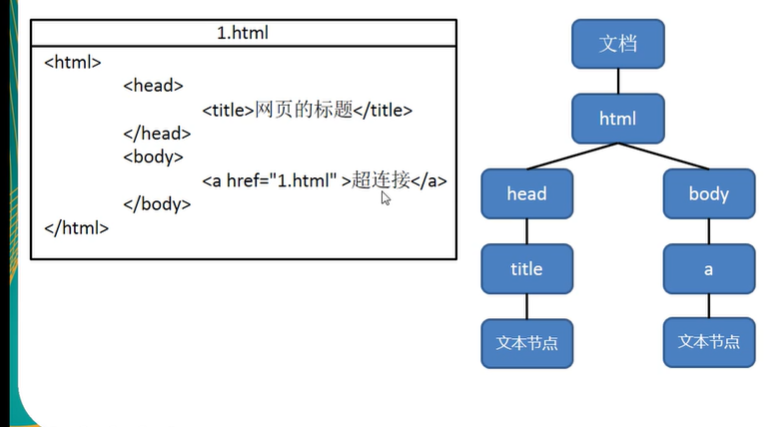 1.html
<html>
<head>
<title>网页的标题</title>
</head>
<body>
<a href="1.html" >超连接</a>
</body>
</html>
文档
html
head
body
title
a
文本节点
文本节点